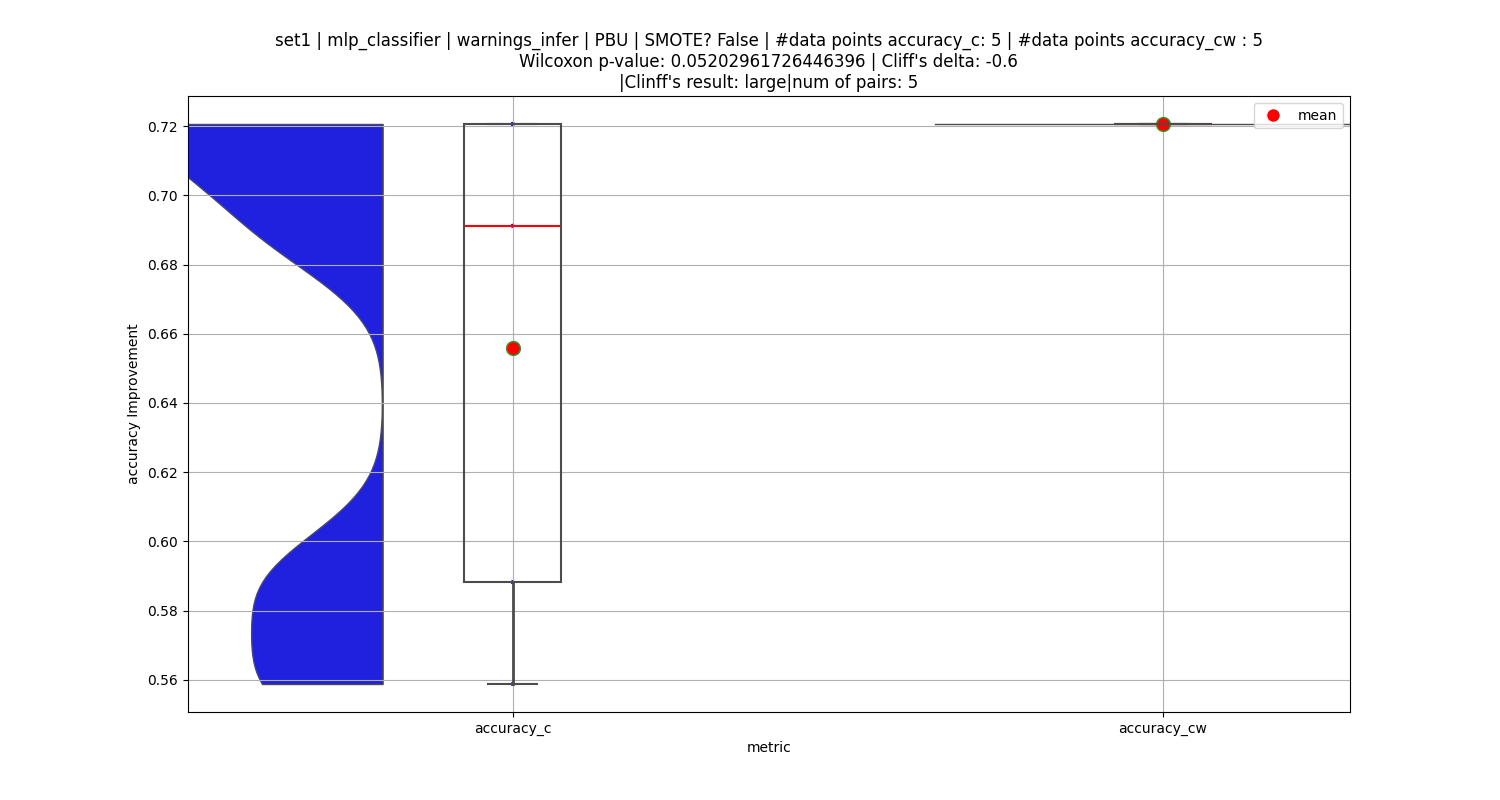 set1 | mlp_classifier | warnings_infer | PBU | SMOTE? False | #data points accuracy_c: 5 | #data points accuracy_cw : 5
Wilcoxon p-value: 0.05202961726446396 | Cliff's delta: -0.6
|Clinff's result: large|num of pairs: 5
mean
0.72
0.70
0.68
0.66
0.64
0.62
0.60
0.58
0.56
accuracy Improvement
accuracy_c
accuracy_cw
metric